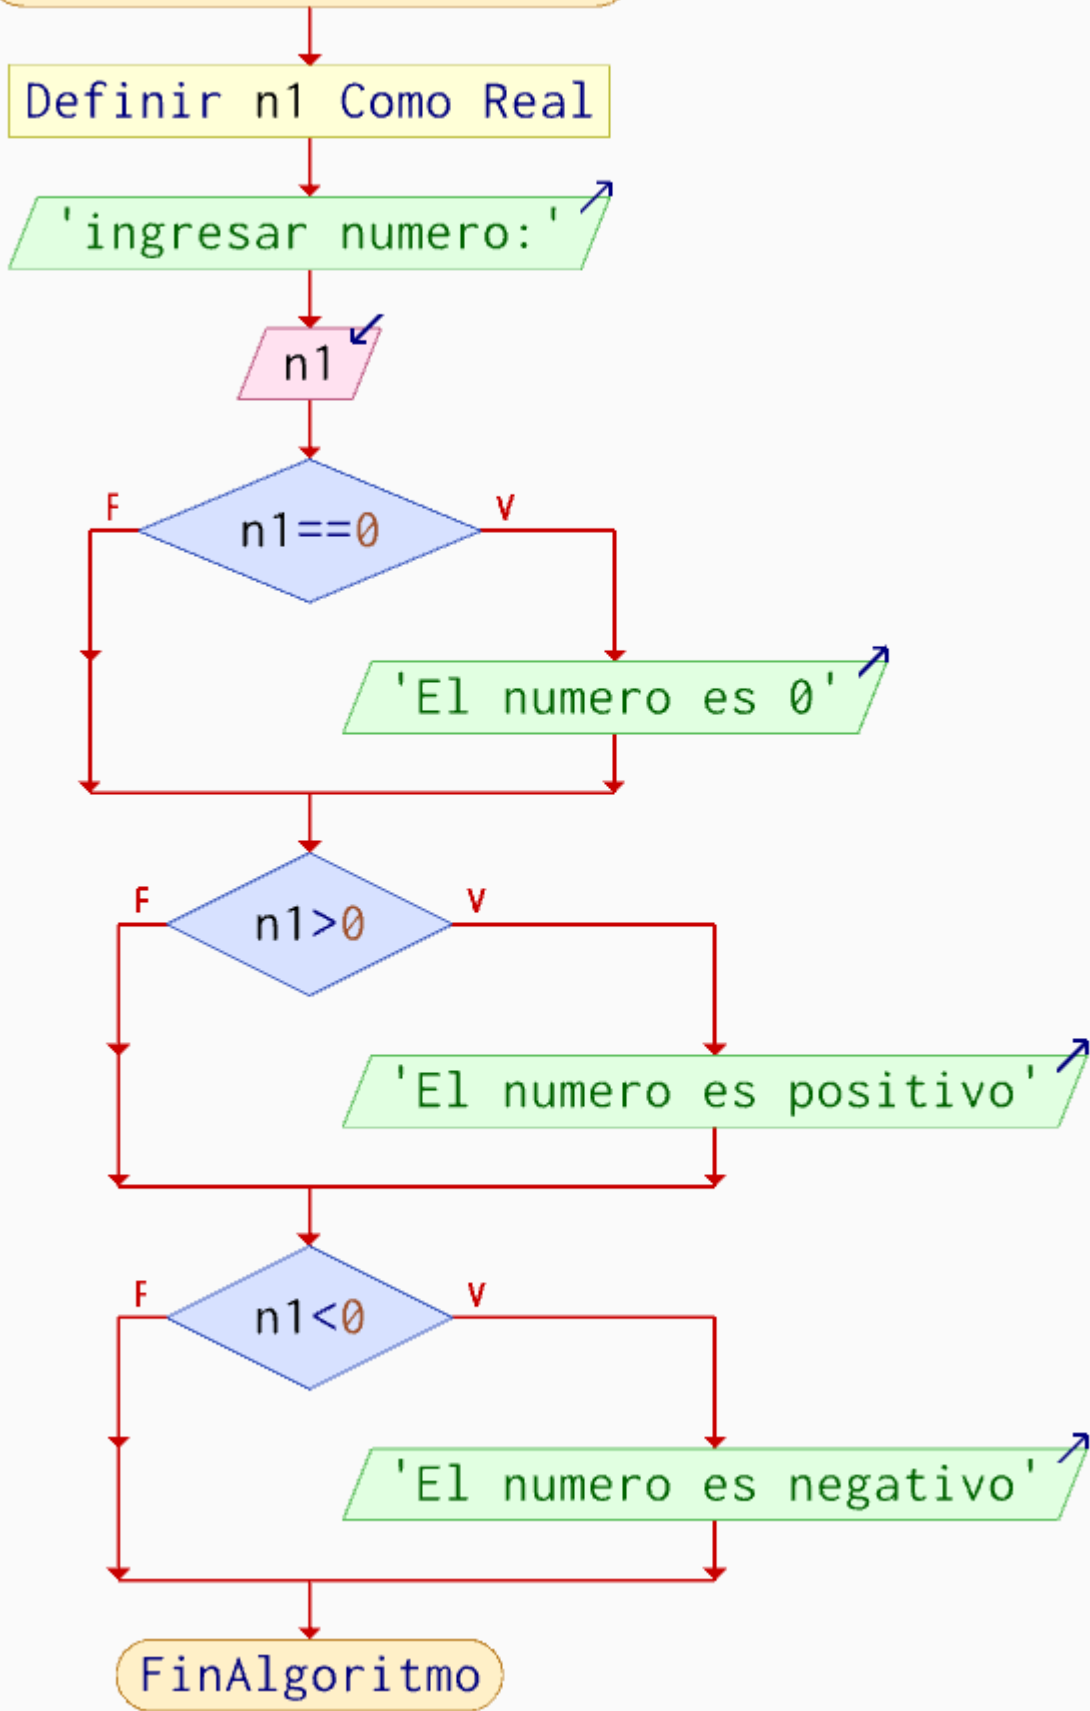 Definir n1 Como Real
'ingresar numero:'
n1
F
n1==0
V
'El numero es 0'
F
n1>0
V
'El numero es positivo'
F
n1<0
V
'El numero es negativo'
FinAlgoritmo